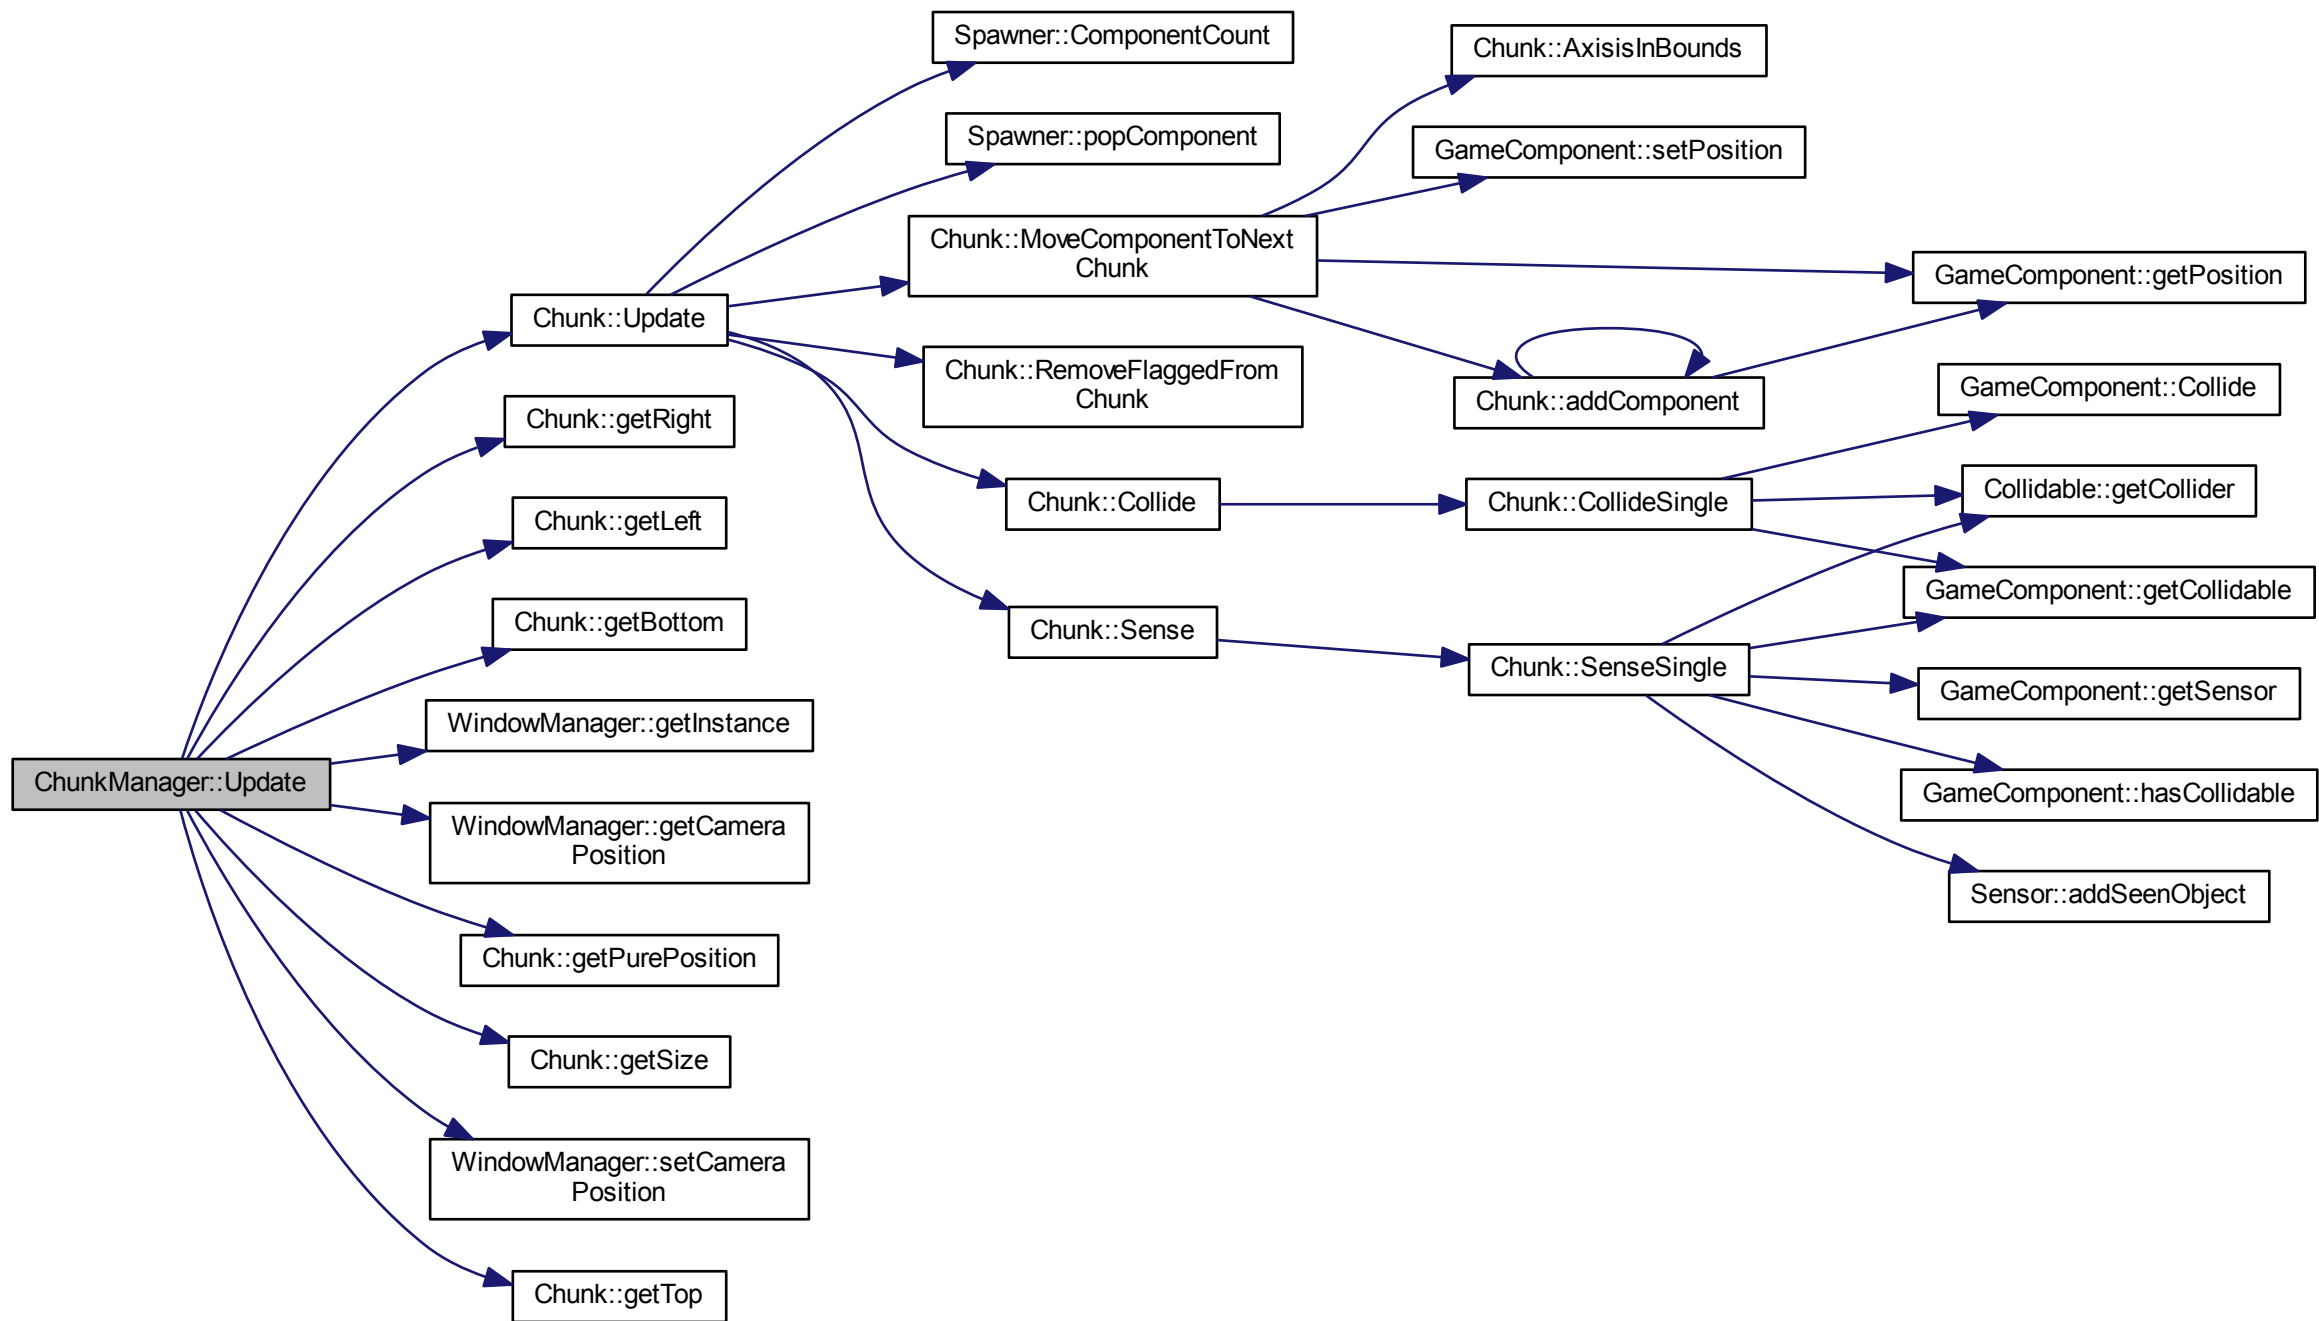 Spawner::ComponentCount
Chunk::AxisisInBounds
Spawner::popComponent
GameComponent::setPosition
Chunk::MoveComponentToNext
Chunk
GameComponent::getPosition
Chunk::Update
Chunk::RemoveFlaggedFrom
Chunk
Chunk::addComponent
GameComponent::Collide
Chunk::getRight
Chunk::Collide
Chunk::CollideSingle
Collidable::getCollider
Chunk::getLeft
GameComponent::getCollidable
Chunk::getBottom
Chunk::Sense
Chunk::SenseSingle
GameComponent::getSensor
WindowManager::getInstance
ChunkManager::Update
GameComponent::hasCollidable
WindowManager::getCamera
Position
Sensor::addSeenObject
Chunk::getPurePosition
Chunk::getSize
WindowManager::setCamera
Position
Chunk::getTop